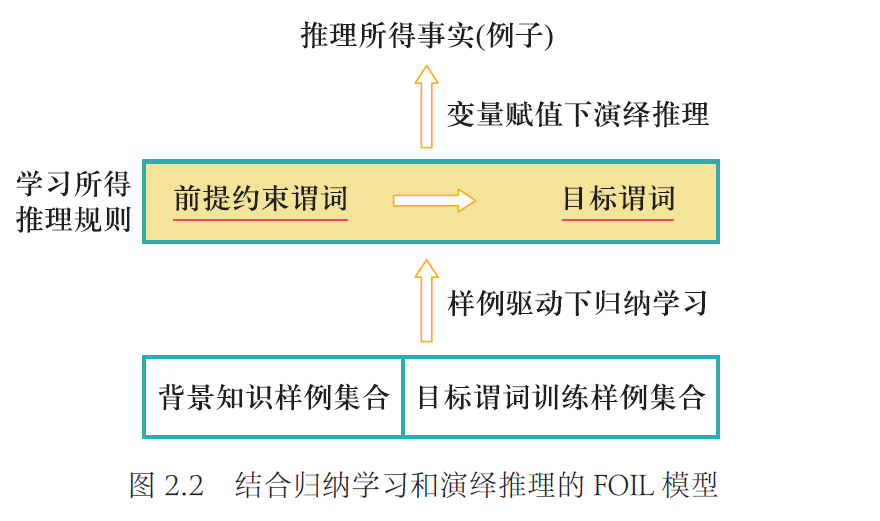 推理所得事实(例子)
变量赋值下演绎推理
学习所得
推理规则
前提约束谓词
目标谓词
样例驱动下归纳学习
背景知识样例集合
目标谓词训练样例集合
图 2.2 结合归纳学习和演绎推理的 FOIL 模型